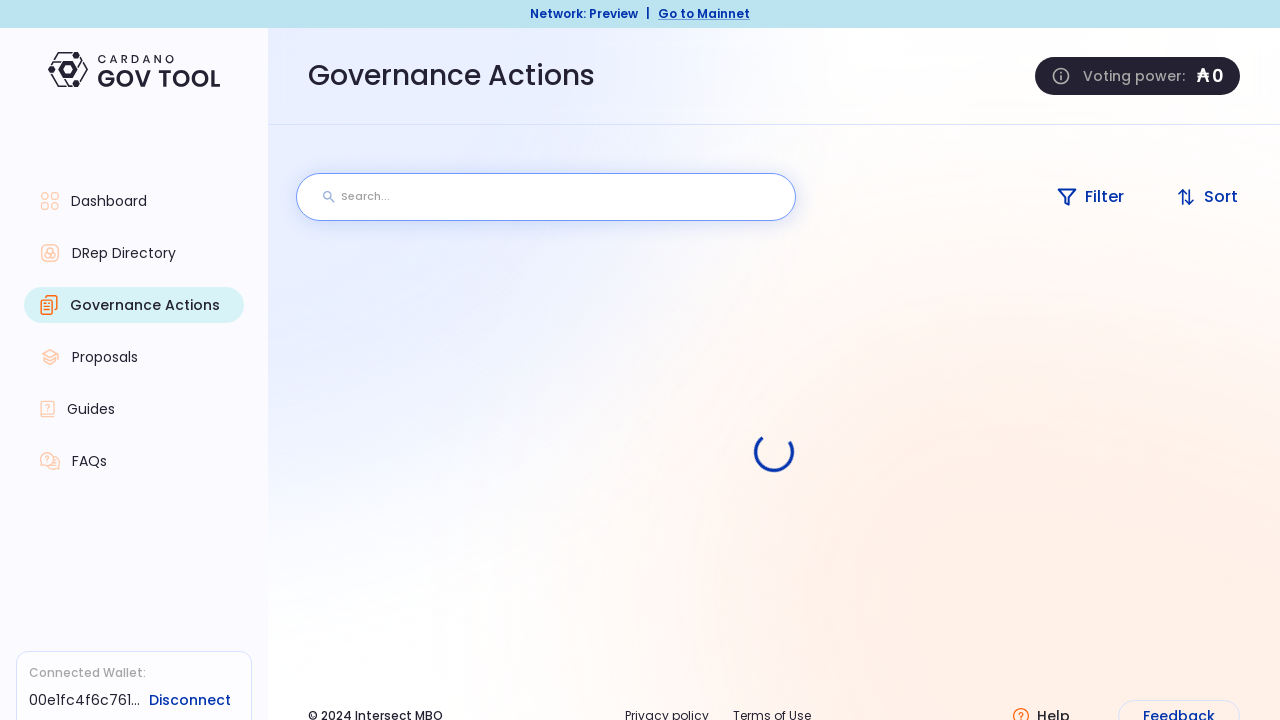 Network: Preview | Go to Mainnet
CARDANO
GOV TOOL
Governance Actions
Voting power: ₳ 0
Search...
Filter
Sort
Dashboard
DRep Directory
Governance Actions
Proposals
Guides
FAQs
Connected Wallet:
00e1fc4f6c761... Disconnect
© 2024 Intersect MBO
Privacy policy
Terms of Use
Help
Feedback